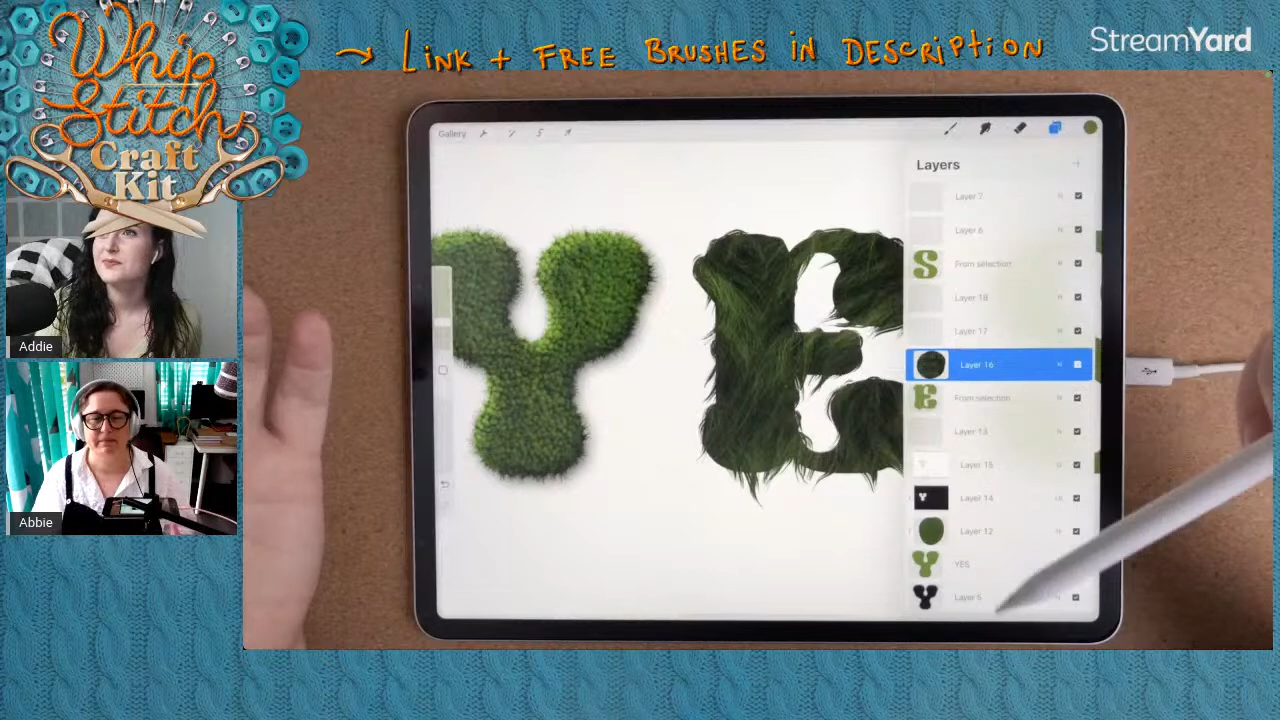 Whip
Stitch
Craft
Kit
→ Link + FREE BRUSHES in DESCRiPTiON
StreamYard
Gallery
Layers
Layer 7
Layer 6
From selection
Layer 18
Layer 17
Layer 16
From selection
Layer 13
Layer 15
Layer 14
Layer 12
YES
Layer 5
Y E
Addie
Abbie